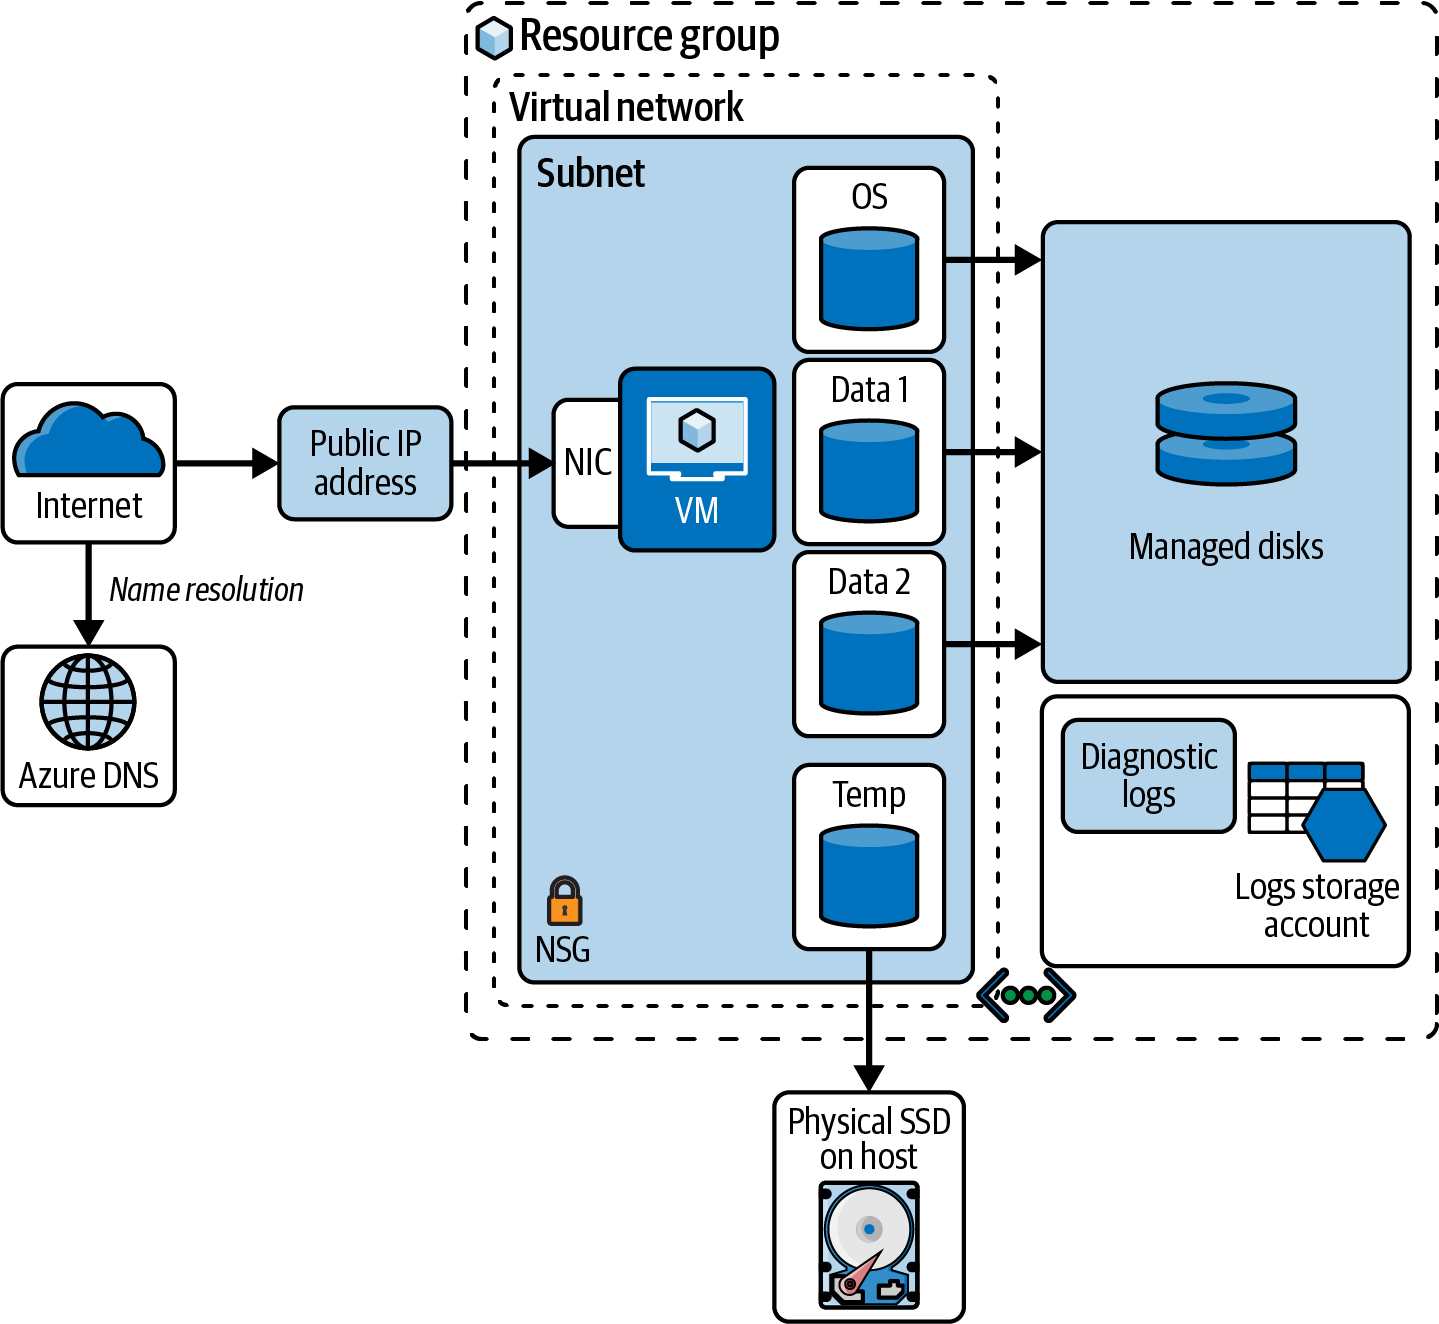 Resource group
Virtual network
Subnet
OS
Data 1
Data 2
Temp
NIC
VM
NSG
Internet
Public IP
address
Name resolution
Azure DNS
Managed disks
Diagnostic
logs
Logs storage
account
Physical SSD
on host